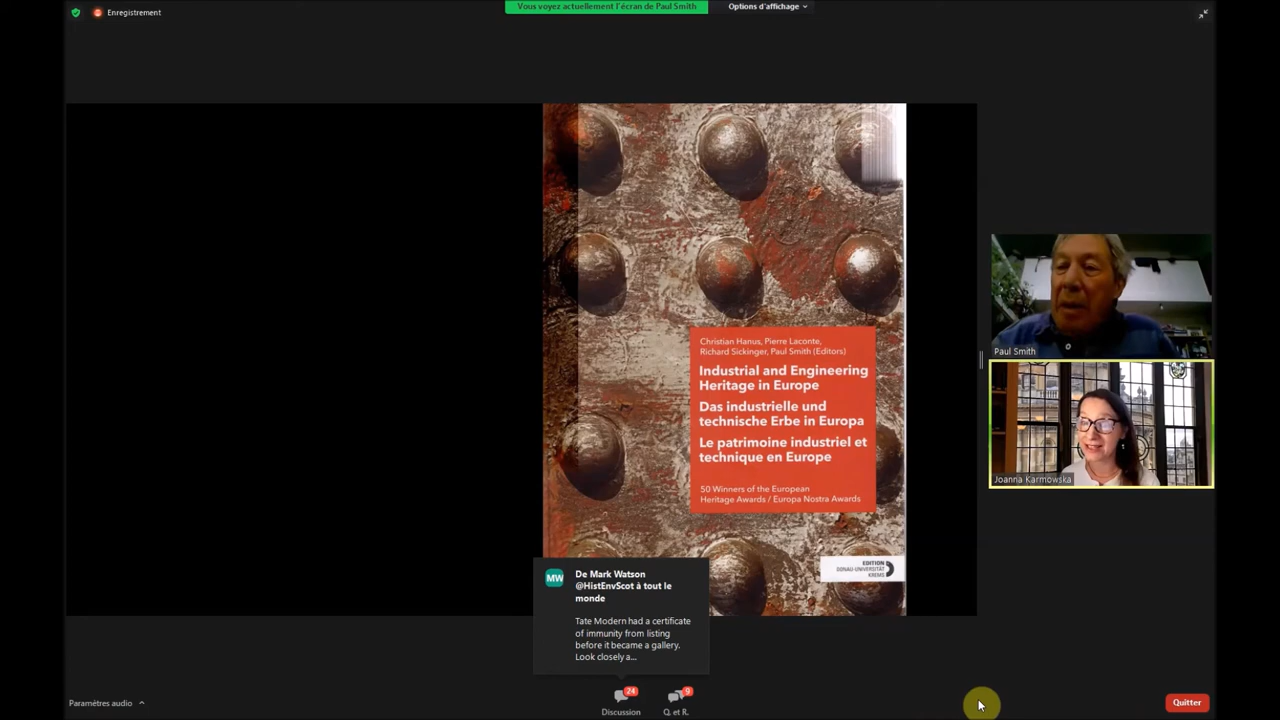 Enregistrement
Vous voyez actuellement l'écran de Paul Smith
Options d'affichage
Christian Hanus, Pierre Laconte,
Richard Sickinger, Paul Smith (Editors)
Industrial and Engineering
Heritage in Europe
Das industrielle und
technische Erbe in Europa
Le patrimoine industriel et
technique en Europe
50 Winners of the European
Heritage Awards / Europa Nostra Awards
EDITION
DONAU-UNIVERSITÄT
KREMS
Paul Smith
Joanna Karmowska
MW
De Mark Watson
@HistEnvScot à tout le
monde
Tate Modern had a certificate
of immunity from listing
before it became a gallery.
Look closely a...
Paramètres audio
24
Discussion
9
Q. et R.
Quitter